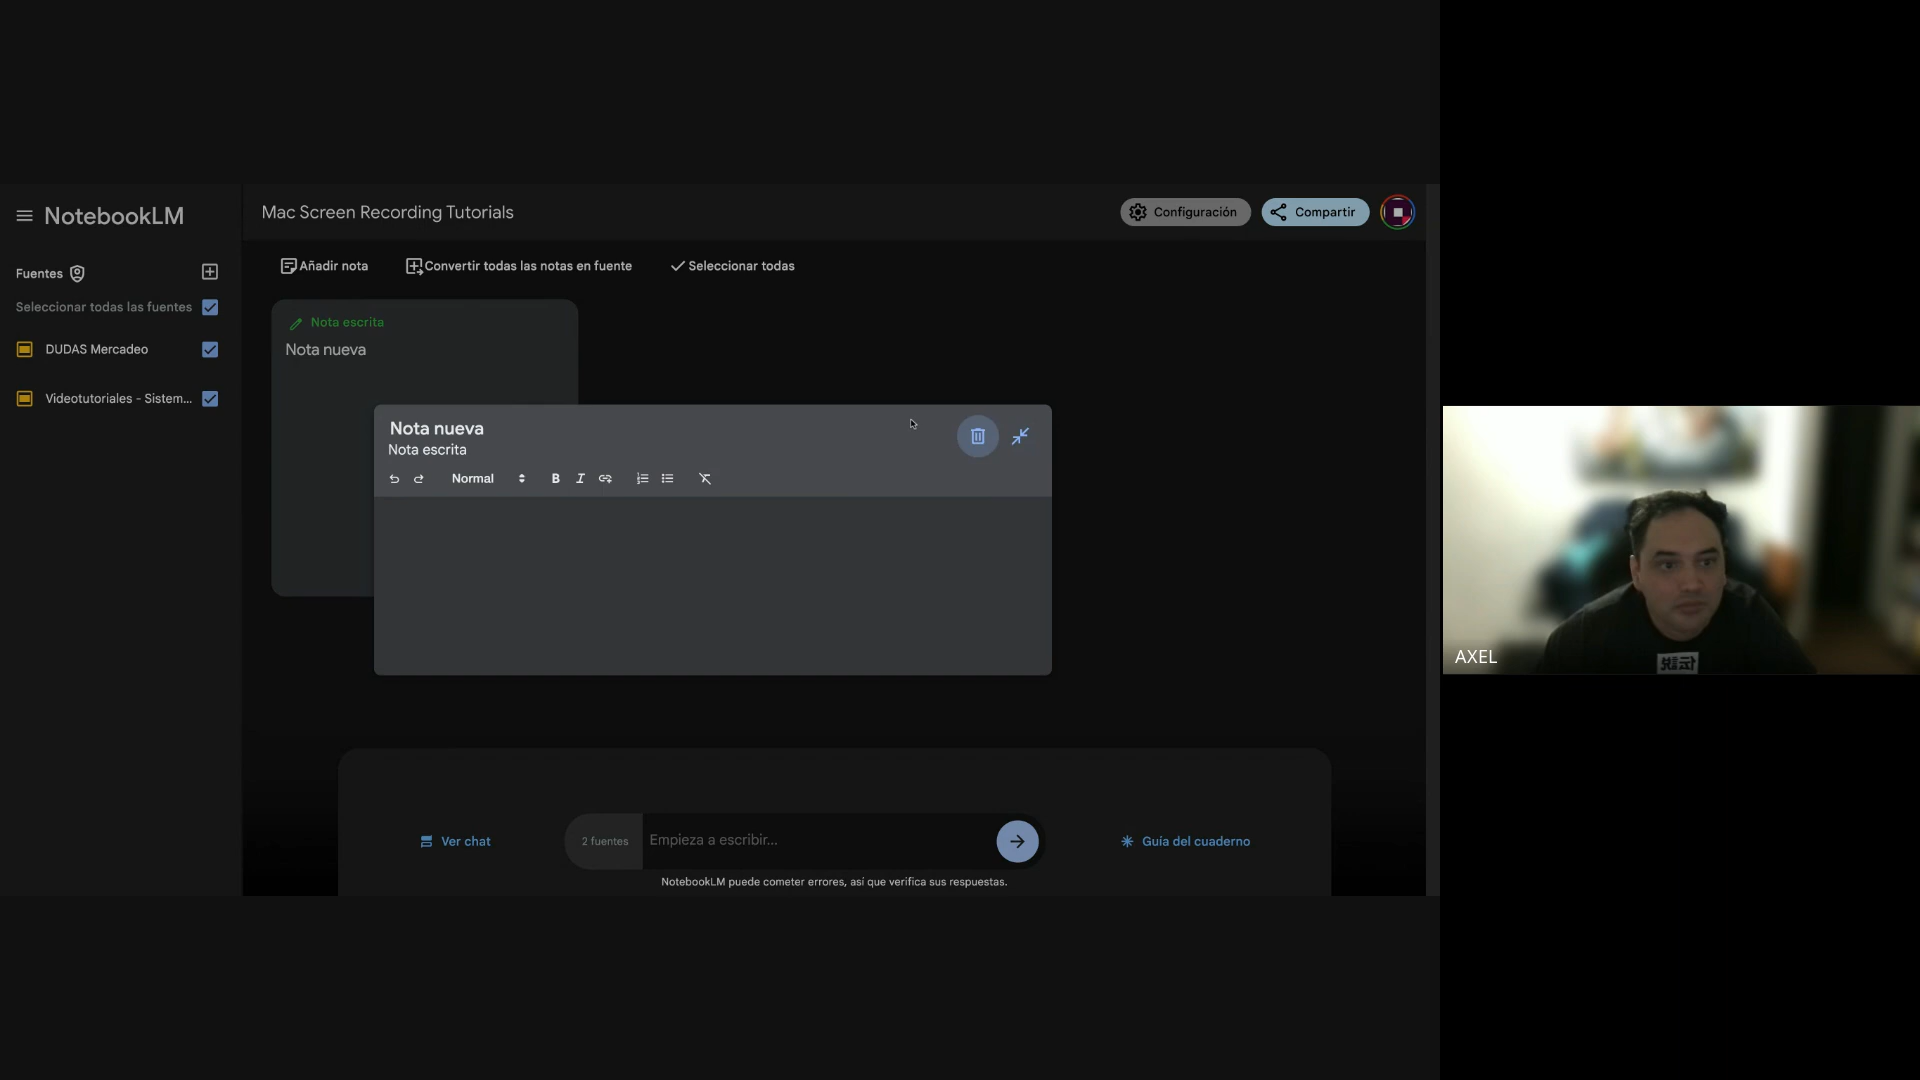 NotebookLM
Mac Screen Recording Tutorials
Configuración
Compartir
Fuentes
Seleccionar todas las fuentes
DUDAS Mercadeo
Videotutoriales - Sistem...
Añadir nota
Convertir todas las notas en fuente
Seleccionar todas
Nota escrita
Nota nueva
Nota nueva
Nota escrita
Normal
B
I
Ver chat
2 fuentes
Empieza a escribir...
Guía del cuaderno
NotebookLM puede cometer errores, así que verifica sus respuestas.
AXEL